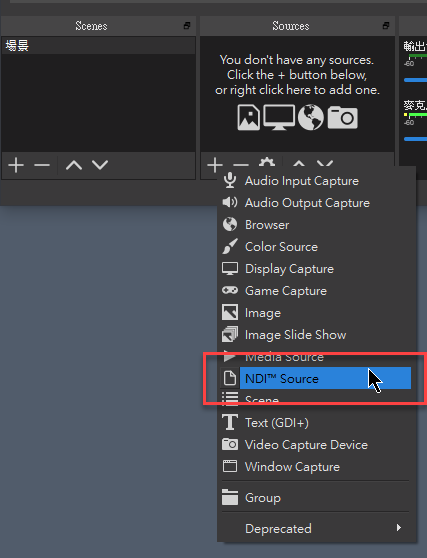 Scenes
Sources
場景
You don't have any sources.
Click the + button below,
or right click here to add one.
輸出
-60
麥克
-60
Audio Input Capture
Audio Output Capture
Browser
Color Source
Display Capture
Game Capture
Image
Image Slide Show
Media Source
NDI™ Source
Scene
Text (GDI+)
Video Capture Device
Window Capture
Group
Deprecated